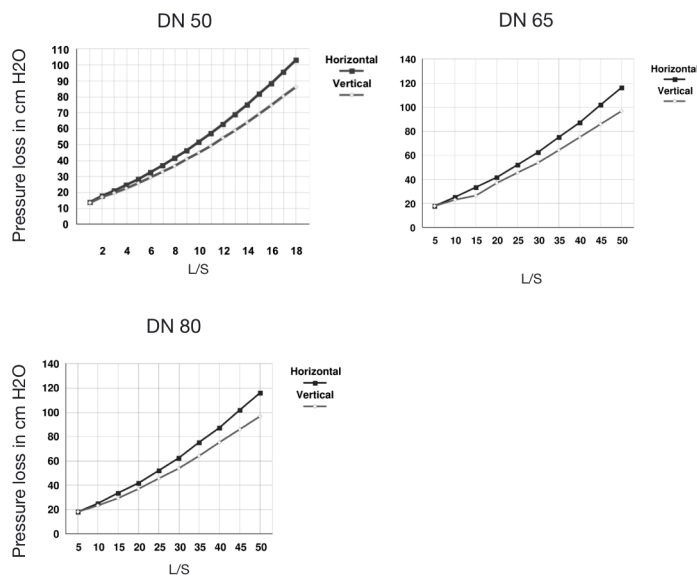 DN 50
Pressure loss in cm H2O
110
100
90
80
70
60
50
40
30
20
10
0
2 4 6 8 10 12 14 16 18
L/S
Horizontal
Vertical
DN 65
140
120
100
80
60
40
20
0
5 10 15 20 25 30 35 40 45 50
L/S
Horizontal
Vertical
DN 80
Pressure loss in cm H2O
140
120
100
80
60
40
20
0
5 10 15 20 25 30 35 40 45 50
L/S
Horizontal
Vertical